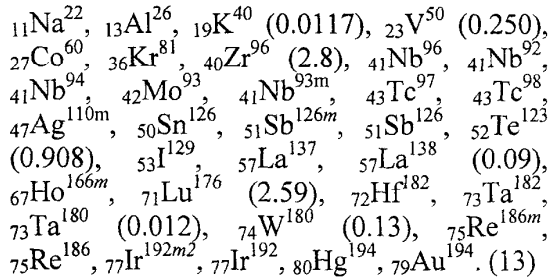 ₁₁Na²², ₁₃Al²⁶, ₁₉K⁴⁰ (0.0117), ₂₃V⁵⁰ (0.250),
₂₇Co⁶⁰, ₃₆Kr⁸¹, ₄₀Zr⁹⁶ (2.8), ₄₁Nb⁹⁶, ₄₁Nb⁹²,
₄₁Nb⁹⁴, ₄₂Mo⁹³, ₄₁Nb⁹³ᵐ, ₄₃Tc⁹⁷, ₄₃Tc⁹⁸,
₄₇Ag¹¹⁰ᵐ, ₅₀Sn¹²⁶, ₅₁Sb¹²⁶ᵐ, ₅₁Sb¹²⁶, ₅₂Te¹²³
(0.908), ₅₃I¹²⁹, ₅₇La¹³⁷, ₅₇La¹³⁸ (0.09),
₆₇Ho¹⁶⁶ᵐ, ₇₁Lu¹⁷⁶ (2.59), ₇₂Hf¹⁸², ₇₃Ta¹⁸²,
₇₃Ta¹⁸⁰ (0.012), ₇₄W¹⁸⁰ (0.13), ₇₅Re¹⁸⁶ᵐ,
₇₅Re¹⁸⁶, ₇₇Ir¹⁹²ᵐ², ₇₇Ir¹⁹², ₈₀Hg¹⁹⁴, ₇₉Au¹⁹⁴. (13)